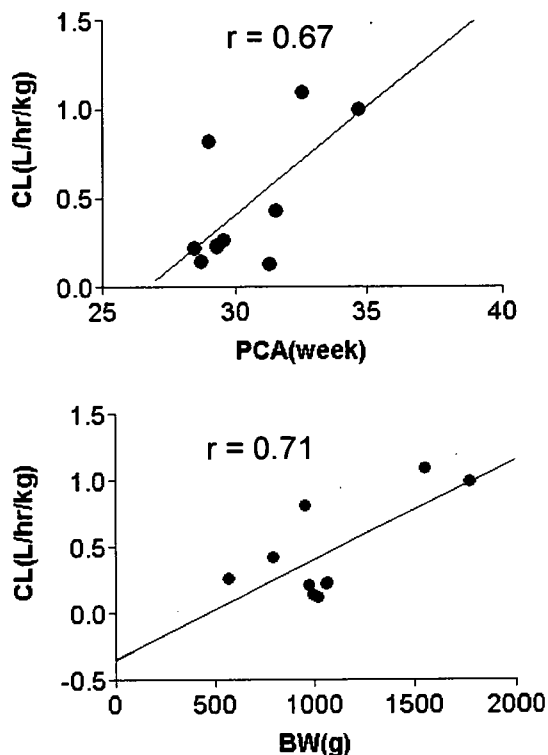 r = 0.67
CL(L/hr/kg)
1.5
1.0
0.5
0.0
25 30 35 40
PCA(week)
r = 0.71
CL(L/hr/kg)
1.5
1.0
0.5
0.0
-0.5
0 500 1000 1500 2000
BW(g)